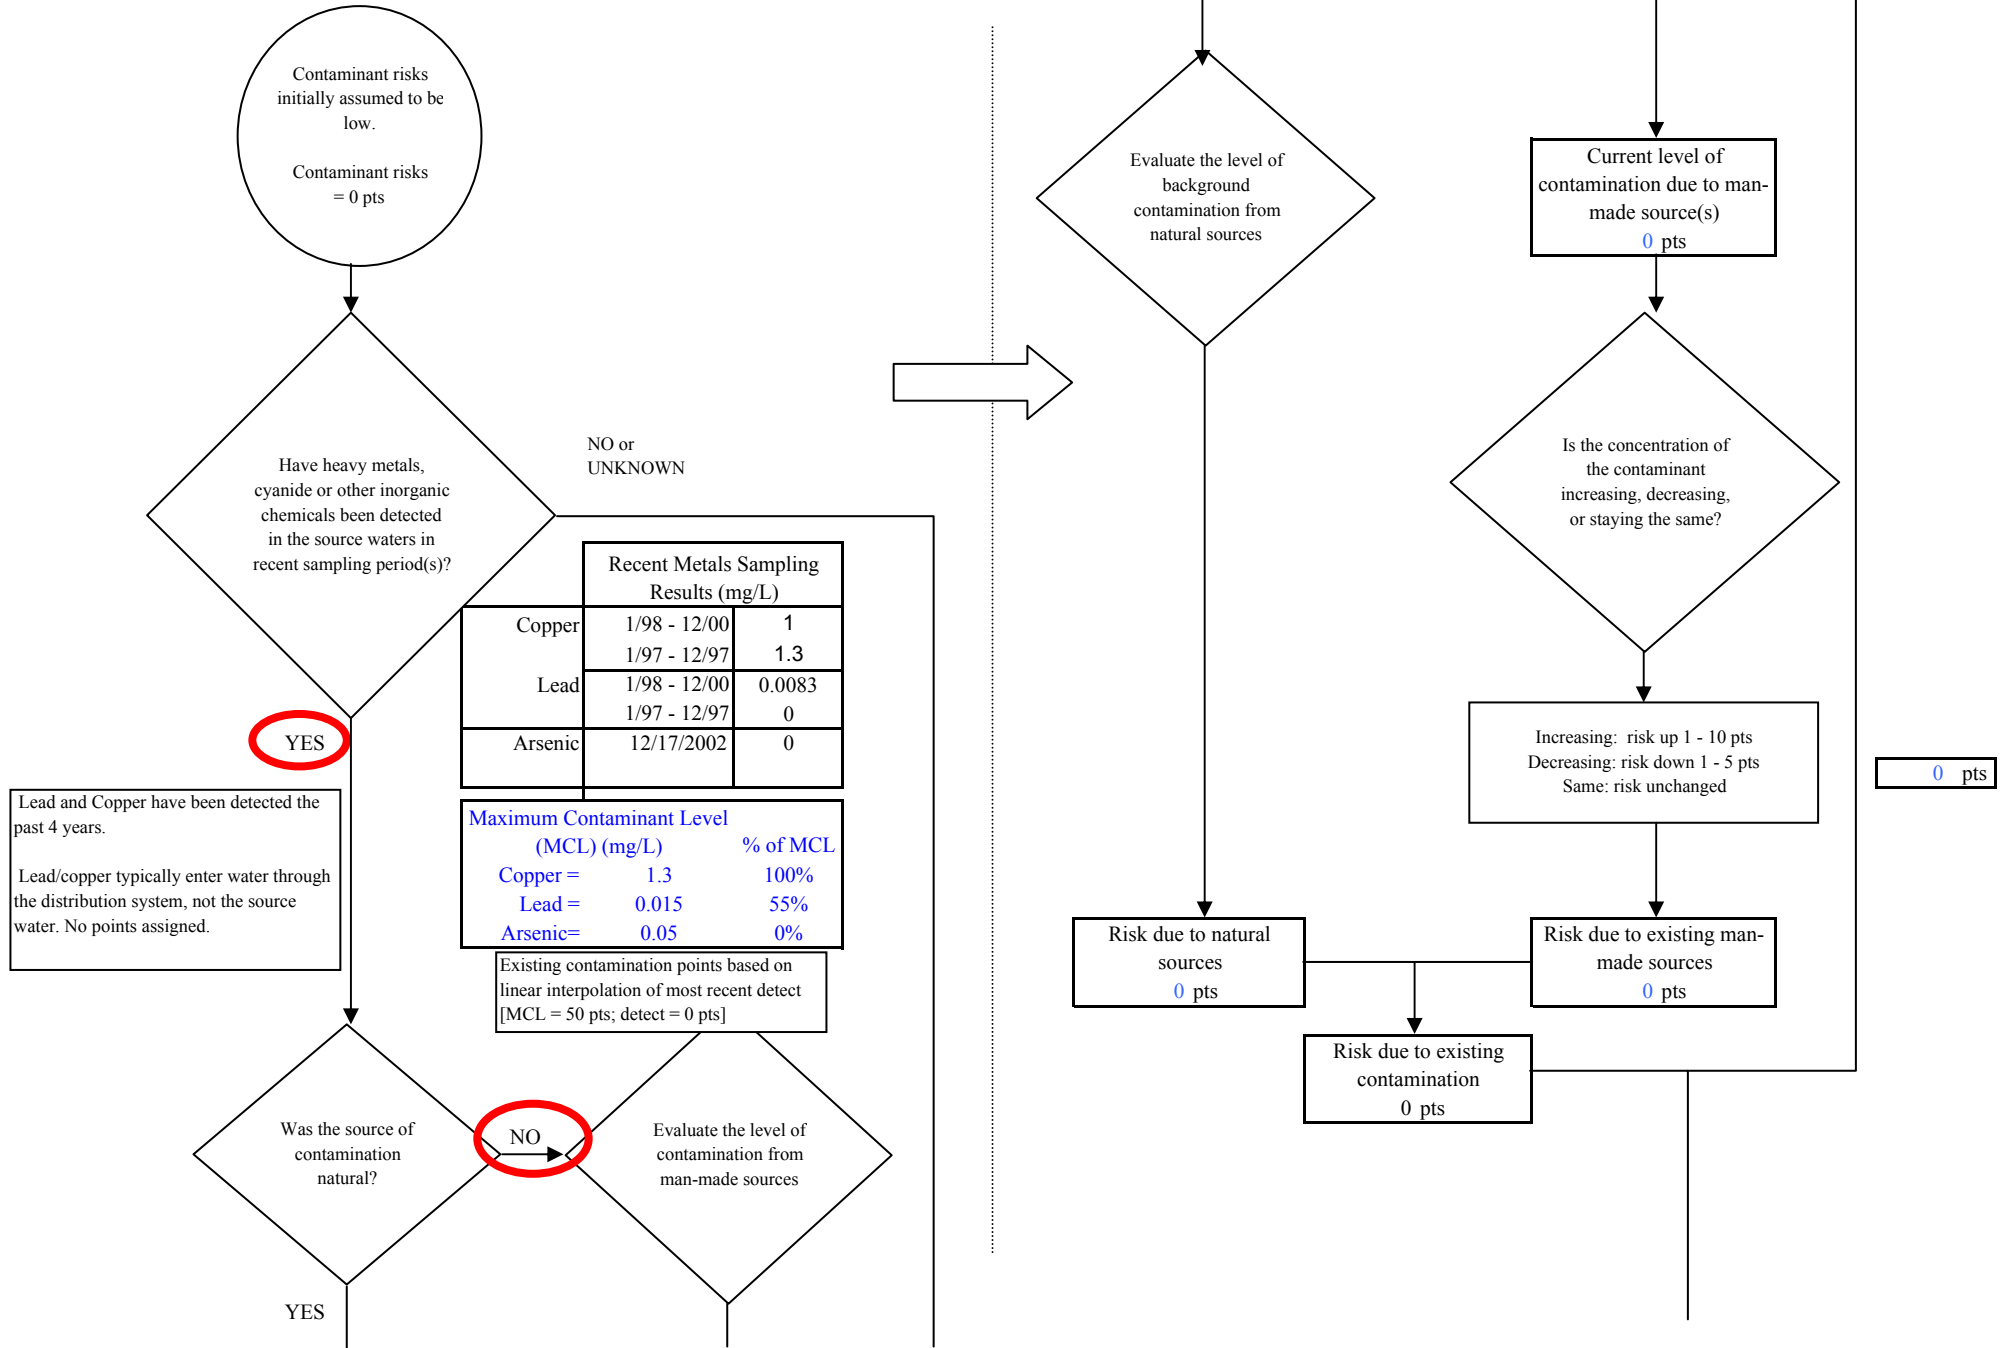 Contaminant risks
initially assumed to be
low.
Contaminant risks
= 0 pts
Have heavy metals,
cyanide or other inorganic
chemicals been detected
in the source waters in
recent sampling period(s)?
NO or
UNKNOWN
YES
Recent Metals Sampling
Results (mg/L)
Copper 1/98 - 12/00 1
1/97 - 12/97 1.3
Lead 1/98 - 12/00 0.0083
1/97 - 12/97 0
Arsenic 12/17/2002 0
Lead and Copper have been detected the
past 4 years.
Lead/copper typically enter water through
the distribution system, not the source
water. No points assigned.
Maximum Contaminant Level
(MCL) (mg/L) % of MCL
Copper = 1.3 100%
Lead = 0.015 55%
Arsenic= 0.05 0%
Existing contamination points based on
linear interpolation of most recent detect
[MCL = 50 pts; detect = 0 pts]
Was the source of
contamination
natural?
NO
Evaluate the level of
contamination from
man-made sources
YES
Evaluate the level of
background
contamination from
natural sources
Current level of
contamination due to man-
made source(s)
0 pts
Is the concentration of
the contaminant
increasing, decreasing,
or staying the same?
Increasing: risk up 1 - 10 pts
Decreasing: risk down 1 - 5 pts
Same: risk unchanged
0 pts
Risk due to natural
sources
0 pts
Risk due to existing man-
made sources
0 pts
Risk due to existing
contamination
0 pts